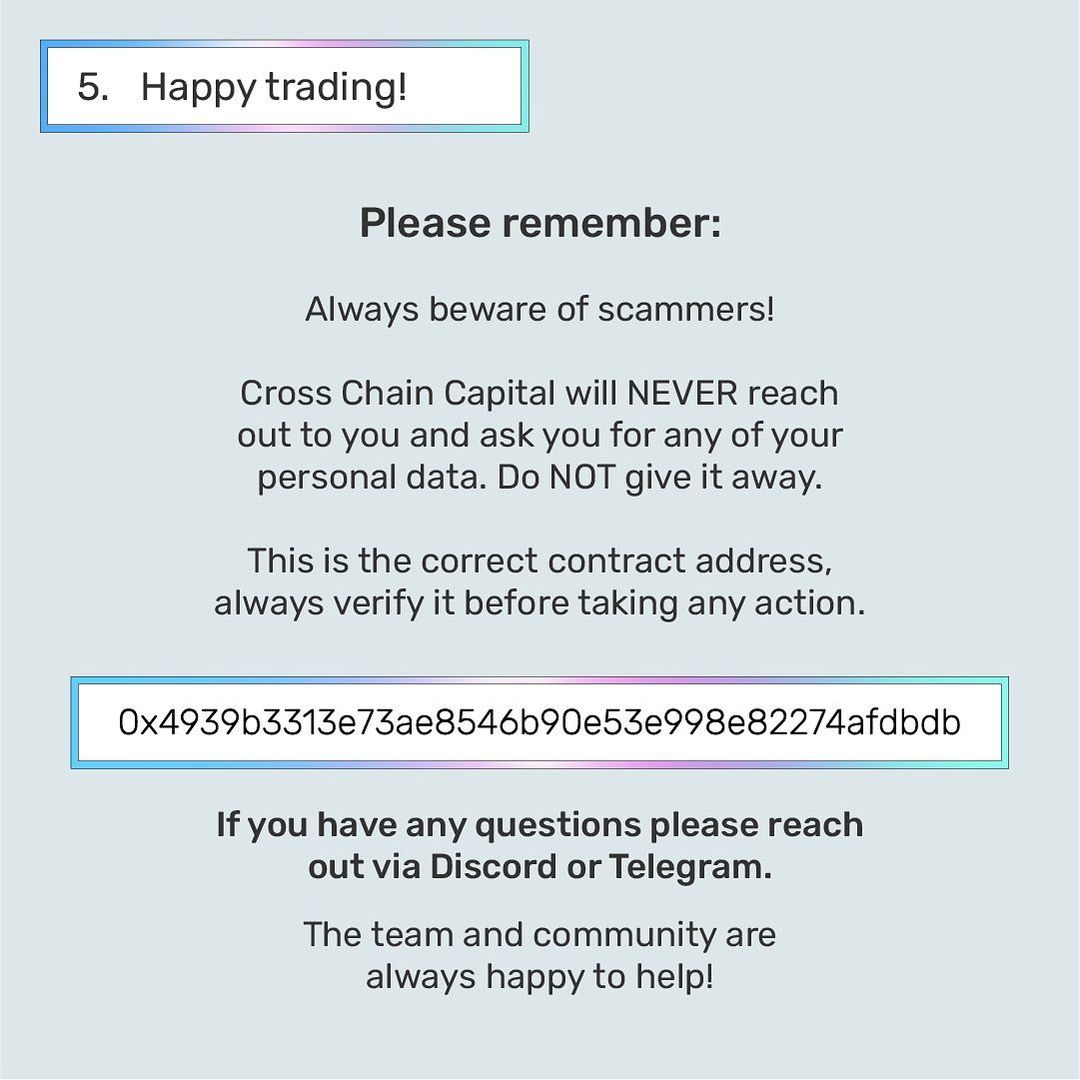 5. Happy trading!
Please remember:
Always beware of scammers!
Cross Chain Capital will NEVER reach
out to you and ask you for any of your
personal data. Do NOT give it away.
This is the correct contract address,
always verify it before taking any action.
0x4939b3313e73ae8546b90e53e998e82274afdbdb
If you have any questions please reach
out via Discord or Telegram.
The team and community are
always happy to help!